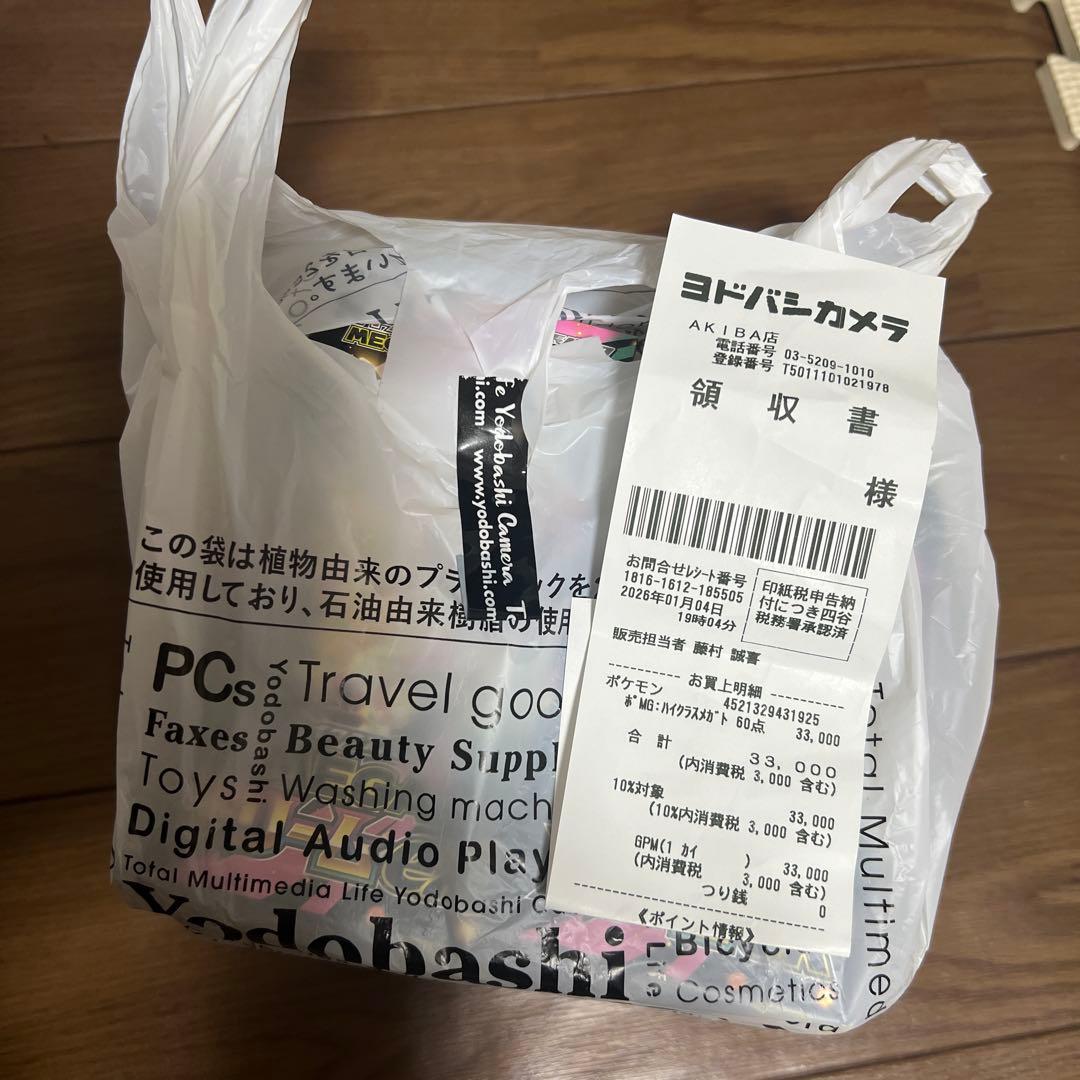 ヨドバシカメラ
AKIBA店
電話番号 03-5209-1010
登録番号 T5011101021978
領 収 書
様
お問合せﾚｼｰﾄ番号
1816-1612-185505
2026年01月04日
19時04分
印紙税申告納
付につき四谷
税務署承認済
販売担当者 藤村 誠喜
お買上明細
ポケモン 4521329431925
ﾎﾟMG:ﾊｲｸﾗｽﾒｶﾞﾄ 60点 33,000
合 計 33,000
(内消費税 3,000 含む)
10%対象 33,000
(10%内消費税 3,000 含む)
GPM(1 ｶｲ ) 33,000
(内消費税 3,000 含む)
つり銭 0
《ポイント情報》
Yodobashi Camera
www.yodobashi.com
この袋は植物由来のプラ
使用しており、石油由来樹脂の使用
PCs
Yodobashi
Travel goo
Faxes
Beauty Suppl
Toys
Washing mach
Digital Audio Play
Total Multimedia Life Yodobashi Ca
Yodobashi
Life
Bicycl
Cosmetics
Total Multimed